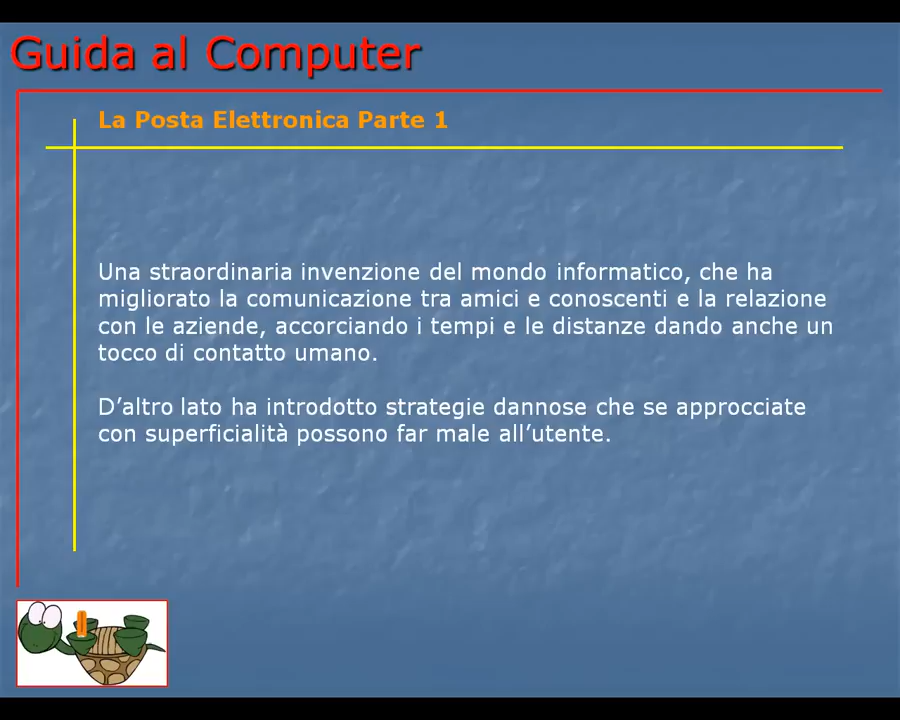 Guida al Computer
La Posta Elettronica Parte 1
Una straordinaria invenzione del mondo informatico, che ha
migliorato la comunicazione tra amici e conoscenti e la relazione
con le aziende, accorciando i tempi e le distanze dando anche un
tocco di contatto umano.
D’altro lato ha introdotto strategie dannose che se approcciate
con superficialità possono far male all’utente.